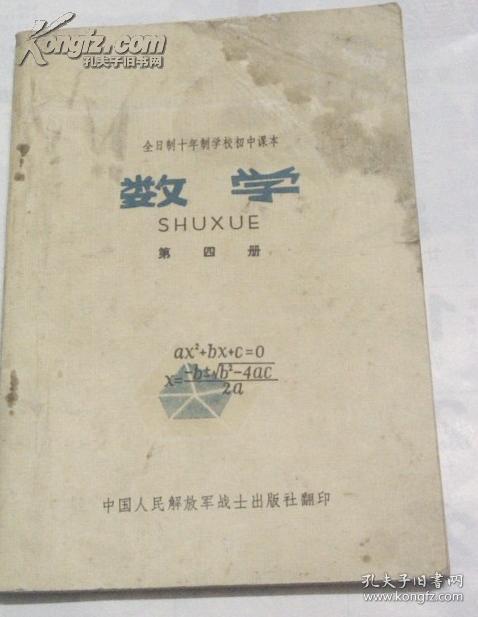 Kongfz.com
孔夫子旧书网
全日制十年制学校初中课本
数学
SHUXUE
第四册
ax²+bx+c=0
x=-b±√b²-4ac
2a
中国人民解放军战士出版社翻印
孔夫子旧书网
kongfz.com